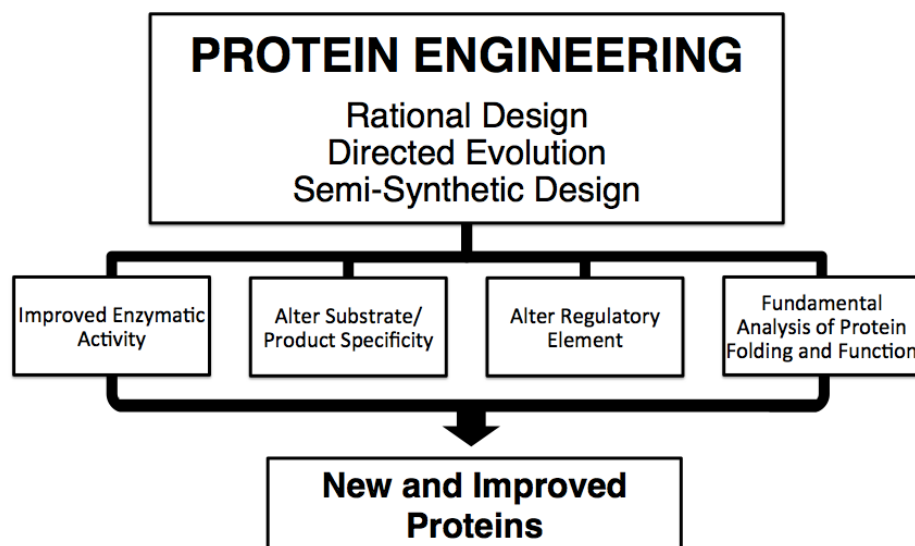 PROTEIN ENGINEERING
Rational Design
Directed Evolution
Semi-Synthetic Design
Improved Enzymatic
Activity
Alter Substrate/
Product Specificity
Alter Regulatory
Element
Fundamental
Analysis of Protein
Folding and Function
New and Improved
Proteins